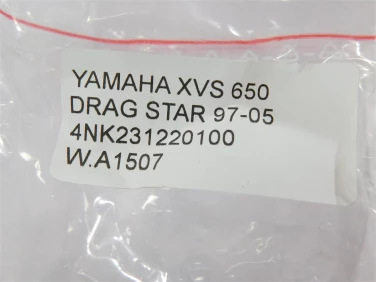 YAMAHA XVS 650
DRAG STAR 97-05
4NK231220100
W.A1507